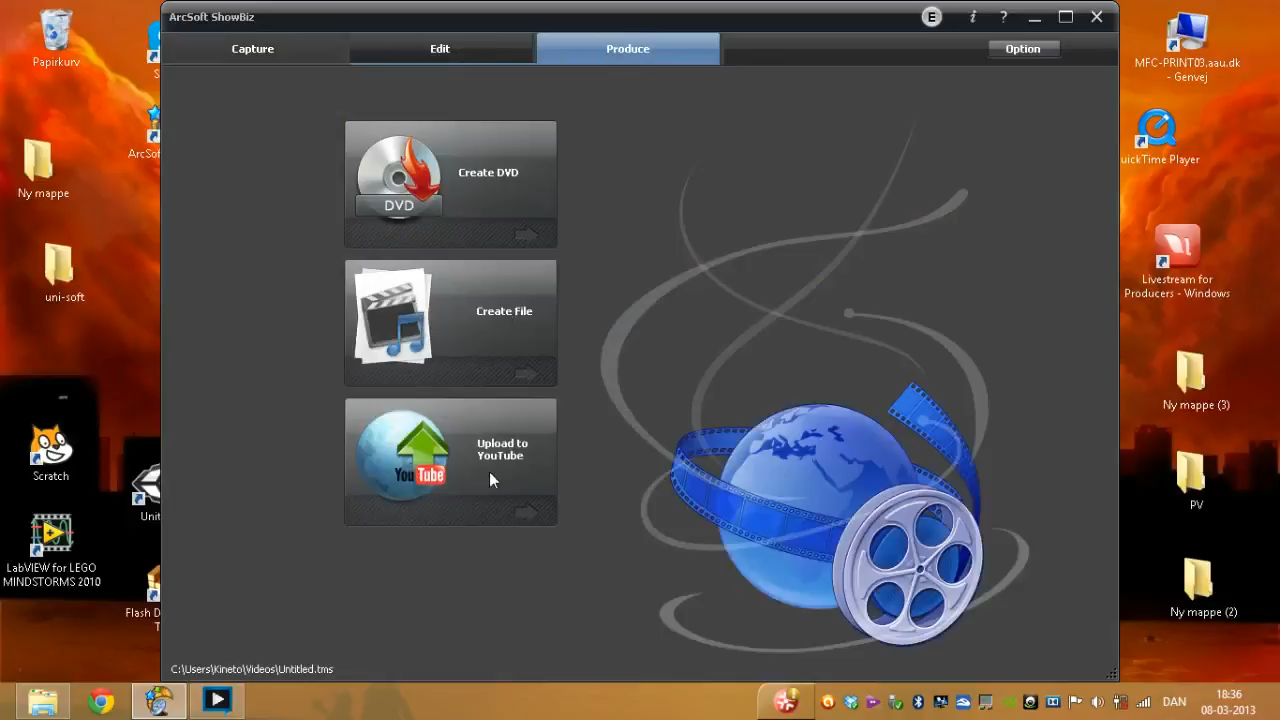 ArcSoft ShowBiz
E
i
?
Capture
Edit
Produce
Option
DVD
Create DVD
Create File
You Tube
Upload to
YouTube
C:\Users\Kineto\Videos\Untitled.tms
Papirkurv
S
ArcSof
Ny mappe
uni-soft
Scratch
Unit
LabVIEW for LEGO
MINDSTORMS 2010
Flash D
T
MFC-PRINT03.aau.dk
- Genvej
uickTime Player
Livestream for
Producers - Windows
Ny mappe (3)
PV
Ny mappe (2)
DAN
18:36
08-03-2013